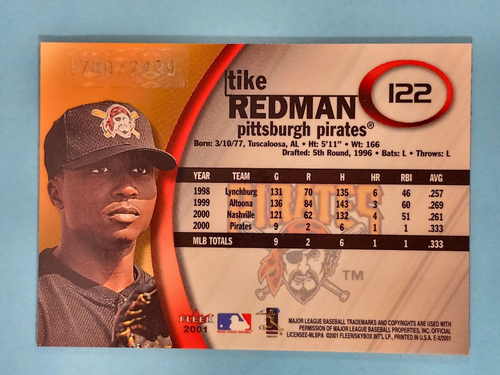 tike
REDMAN
pittsburgh pirates®
122
Born: 3/10/77, Tuscaloosa, AL • Ht: 5'11" • Wt: 166
Drafted: 5th Round, 1996 • Bats: L • Throws: L
YEAR TEAM G R H HR RBI AVG
1998 Lynchburg 131 70 135 6 46 .257
1999 Altoona 136 84 143 3 60 .269
2000 Nashville 121 62 132 4 51 .261
2000 Pirates 9 2 6 1 1 .333
MLB TOTALS 9 2 6 1 1 .333
PIRATES
TM
FLEER
2001
MAJOR LEAGUE BASEBALL TRADEMARKS AND COPYRIGHTS ARE USED WITH
PERMISSION OF MAJOR LEAGUE BASEBALL PROPERTIES, INC. OFFICIAL
LICENSEE-MLBPA ©2001 FLEER/SKYBOX INT'L LP., PRINTED IN U.S.A. E-X/2001